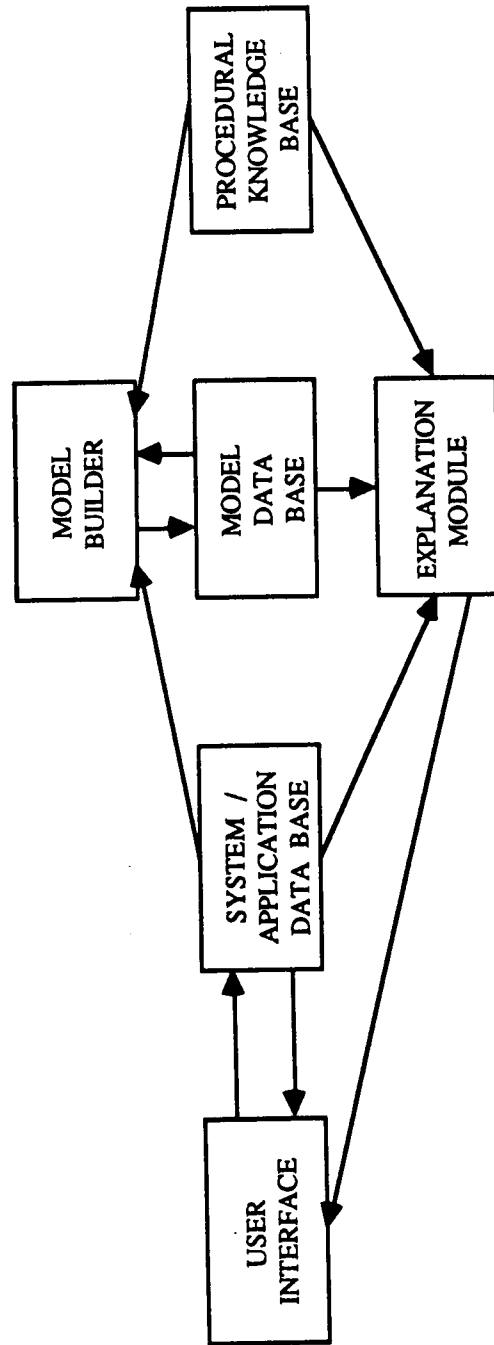 USER
INTERFACE
SYSTEM /
APPLICATION
DATA BASE
MODEL
BUILDER
MODEL
DATA
BASE
EXPLANATION
MODULE
PROCEDURAL
KNOWLEDGE
BASE